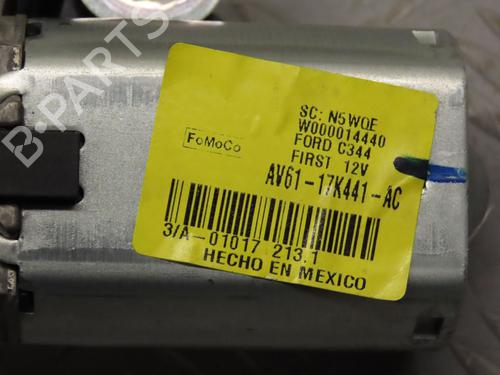 B-PARTS
SC: N5WQE
W000014440
FORD C344
FIRST 12V
FoMoCo
AV61-17K441-AC
3/A-01017 213.1
HECHO EN MEXICO